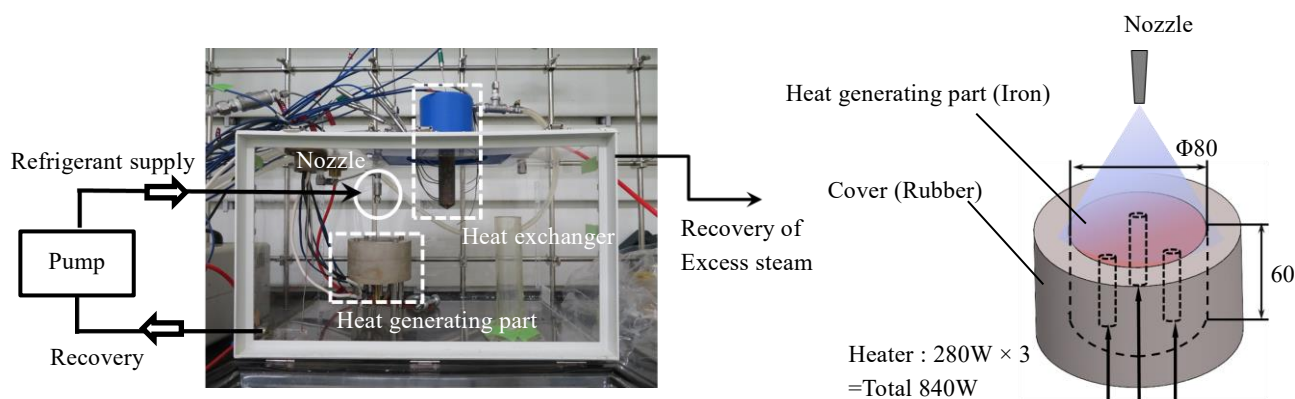 Refrigerant supply
Pump
Recovery
Nozzle
Heat exchanger
Heat generating part
Recovery of
Excess steam
Nozzle
Heat generating part (Iron)
Φ80
Cover (Rubber)
60
Heater : 280W × 3
=Total 840W